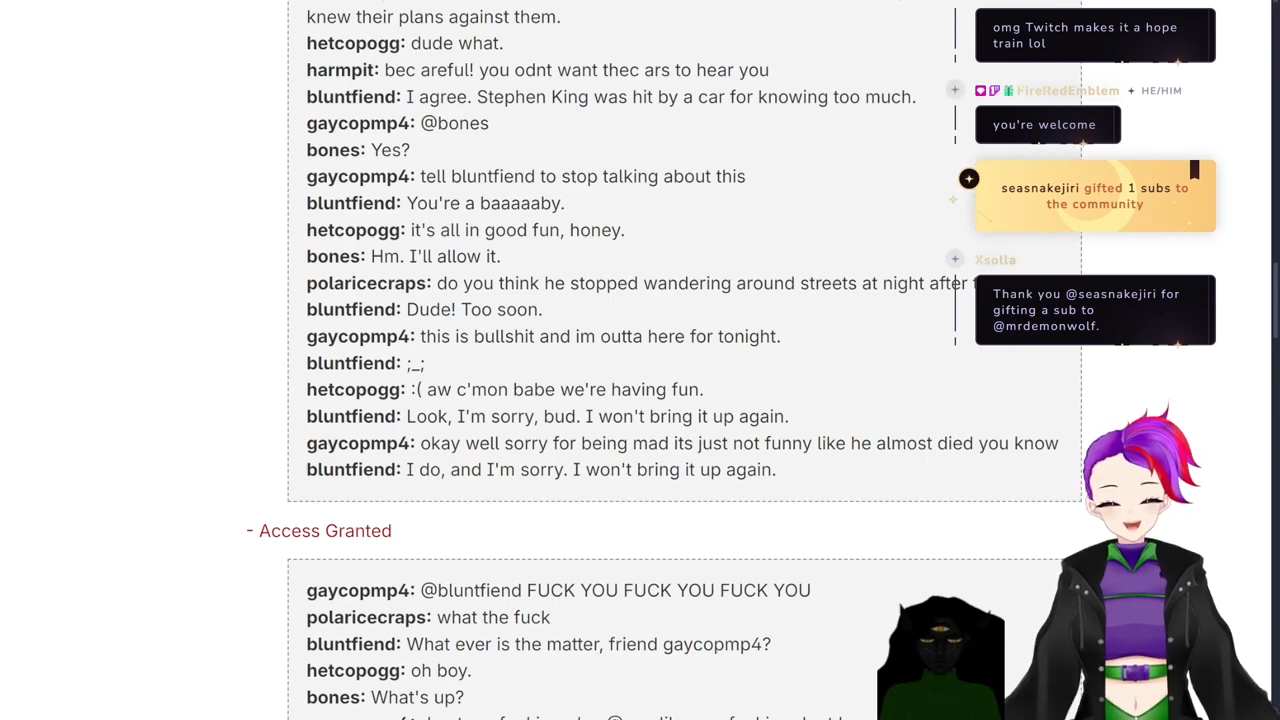 knew their plans against them.
hetcopogg: dude what.
harmpit: bec areful! you odnt want thec ars to hear you
bluntfiend: I agree. Stephen King was hit by a car for knowing too much.
gaycopmp4: @bones
bones: Yes?
gaycopmp4: tell bluntfiend to stop talking about this
bluntfiend: You're a baaaaaby.
hetcopogg: it's all in good fun, honey.
bones: Hm. I'll allow it.
polaricecraps: do you think he stopped wandering around streets at night after
bluntfiend: Dude! Too soon.
gaycopmp4: this is bullshit and im outta here for tonight.
bluntfiend: ;_;
hetcopogg: :( aw c'mon babe we're having fun.
bluntfiend: Look, I'm sorry, bud. I won't bring it up again.
gaycopmp4: okay well sorry for being mad its just not funny like he almost died you know
bluntfiend: I do, and I'm sorry. I won't bring it up again.
- Access Granted
gaycopmp4: @bluntfiend FUCK YOU FUCK YOU FUCK YOU
polaricecraps: what the fuck
bluntfiend: What ever is the matter, friend gaycopmp4?
hetcopogg: oh boy.
bones: What's up?
omg Twitch makes it a hope
train lol
FireRedEmblem HE/HIM
you're welcome
seasnakejiri gifted 1 subs to
the community
Xsolla
Thank you @seasnakejiri for
gifting a sub to
@mrdemonwolf.